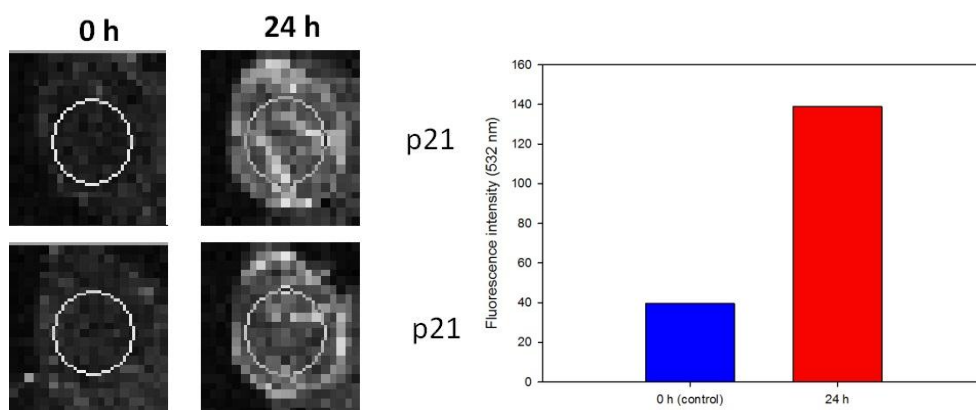 0 h 24 h
p21
p21
Fluorescence intensity (532 nm)
160
140
120
100
80
60
40
20
0
0 h (control) 24 h